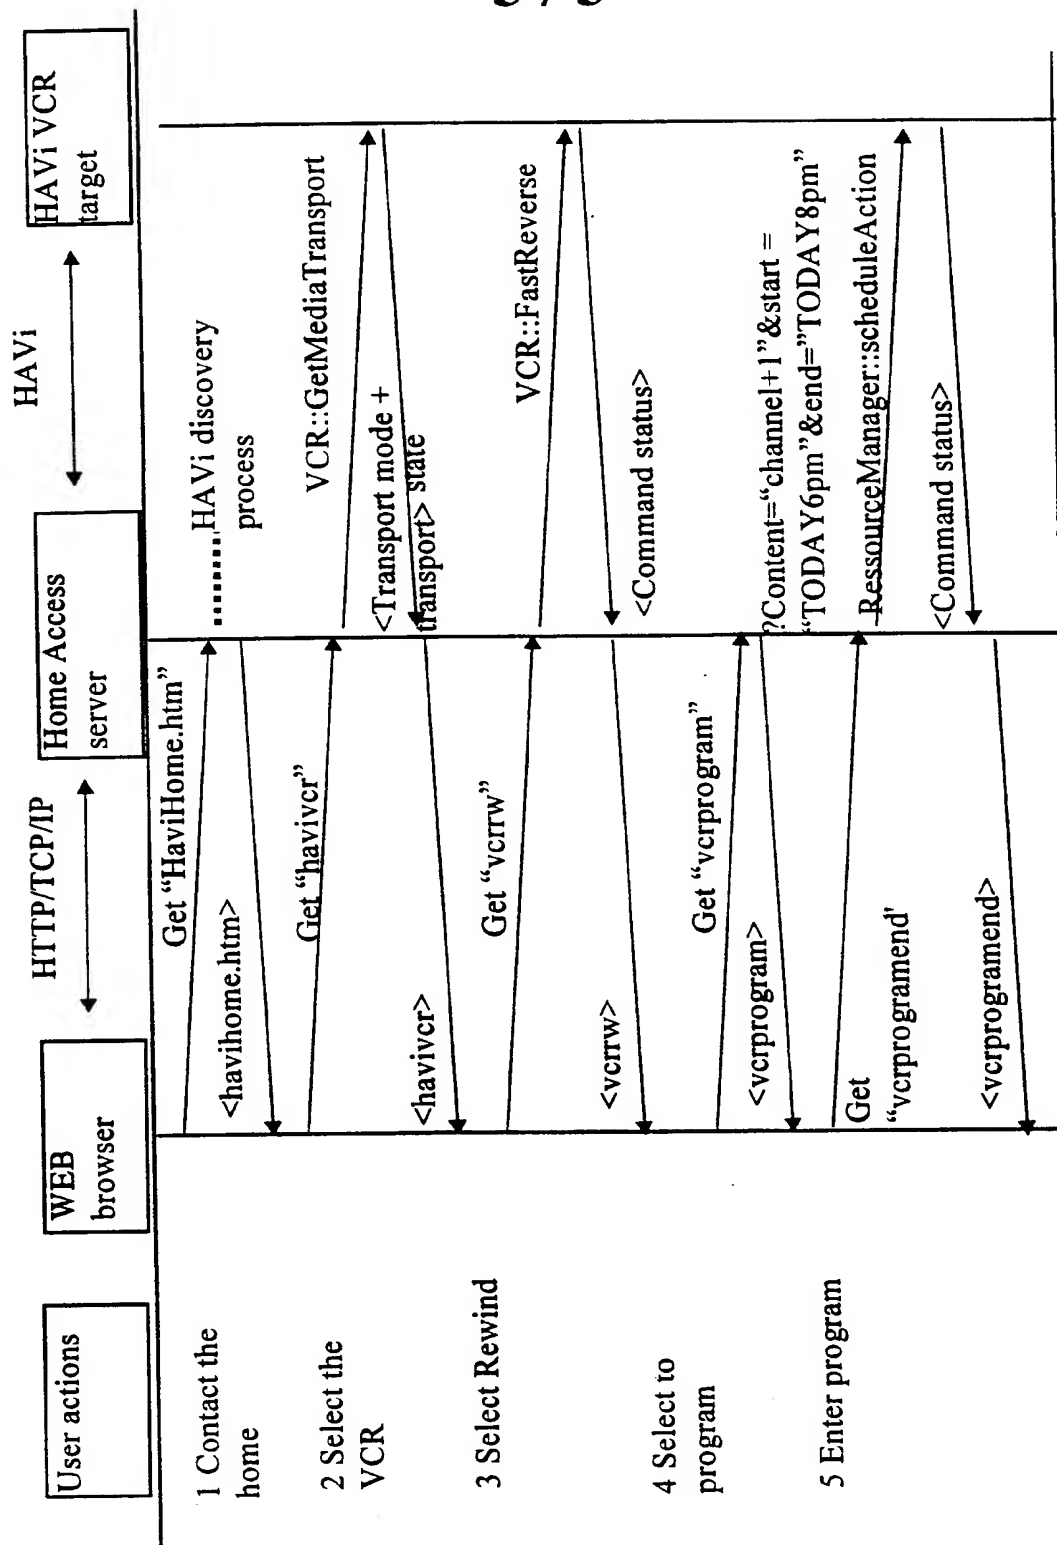 User actions
WEB
browser
HTTP/TCP/IP
Home Access
server
HAVi
HAVi VCR
target
1 Contact the
home
Get “HaviHome.htm”
HAVi discovery
process
<havihome.htm>
2 Select the
VCR
Get “havivcr”
VCR::GetMediaTransport
<Transport mode +
transport> state
<havivcr>
3 Select Rewind
Get “vcrrw”
VCR::FastReverse
<Command status>
<vcrrw>
4 Select to
program
Get “vcrprogram”
<vcrprogram>
5 Enter program
Get
“vcrprogramend'
?Content=“channel+1”&start =
“TODAY6pm”&end=”TODAY8pm”
RessourceManager::scheduleAction
<Command status>
<vcrprogramend>